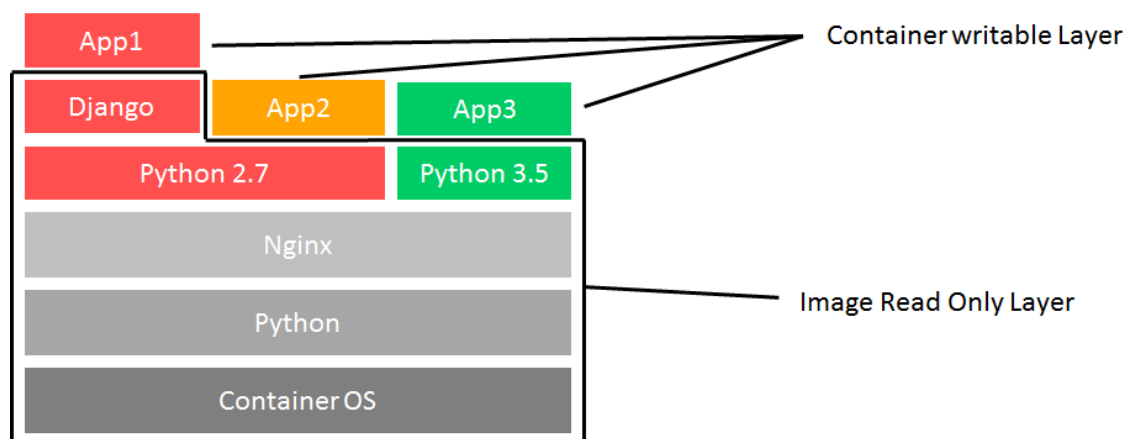 App1
Container writable Layer
Django
App2
App3
Python 2.7
Python 3.5
Nginx
Image Read Only Layer
Python
Container OS